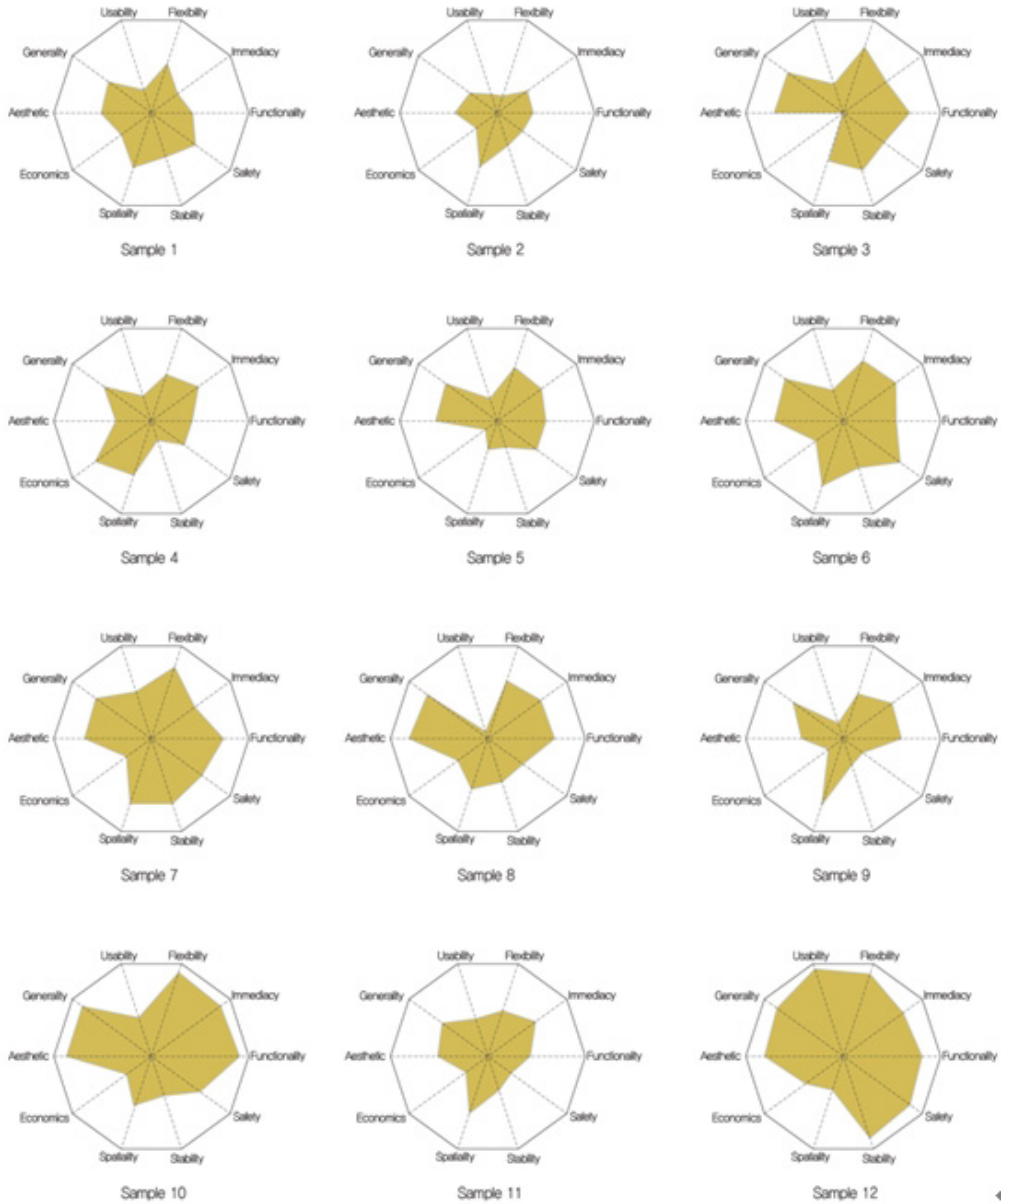 Usability Flexibility Usability Flexibility Usability Flexibility
Generality Immediacy Generality Immediacy Generality Immediacy
Aesthetic Functionality Aesthetic Functionality Aesthetic Functionality
Economics Safety Economics Safety Economics Safety
Spatiality Stability Spatiality Stability Spatiality Stability
Sample 1 Sample 2 Sample 3
Usability Flexibility Usability Flexibility Usability Flexibility
Generality Immediacy Generality Immediacy Generality Immediacy
Aesthetic Functionality Aesthetic Functionality Aesthetic Functionality
Economics Safety Economics Safety Economics Safety
Spatiality Stability Spatiality Stability Spatiality Stability
Sample 4 Sample 5 Sample 6
Usability Flexibility Usability Flexibility Usability Flexibility
Generality Immediacy Generality Immediacy Generality Immediacy
Aesthetic Functionality Aesthetic Functionality Aesthetic Functionality
Economics Safety Economics Safety Economics Safety
Spatiality Stability Spatiality Stability Spatiality Stability
Sample 7 Sample 8 Sample 9
Usability Flexibility Usability Flexibility Usability Flexibility
Generality Immediacy Generality Immediacy Generality Immediacy
Aesthetic Functionality Aesthetic Functionality Aesthetic Functionality
Economics Safety Economics Safety Economics Safety
Spatiality Stability Spatiality Stability Spatiality Stability
Sample 10 Sample 11 Sample 12